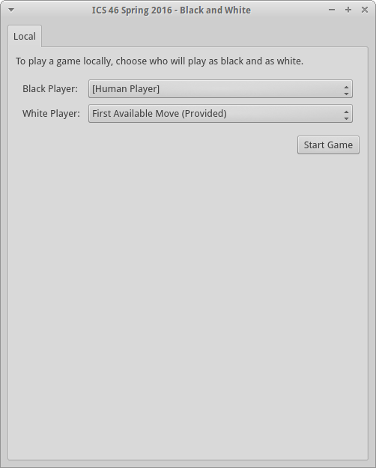 ICS 46 Spring 2016 - Black and White
Local
To play a game locally, choose who will play as black and as white.
Black Player: [Human Player]
White Player: First Available Move (Provided)
Start Game